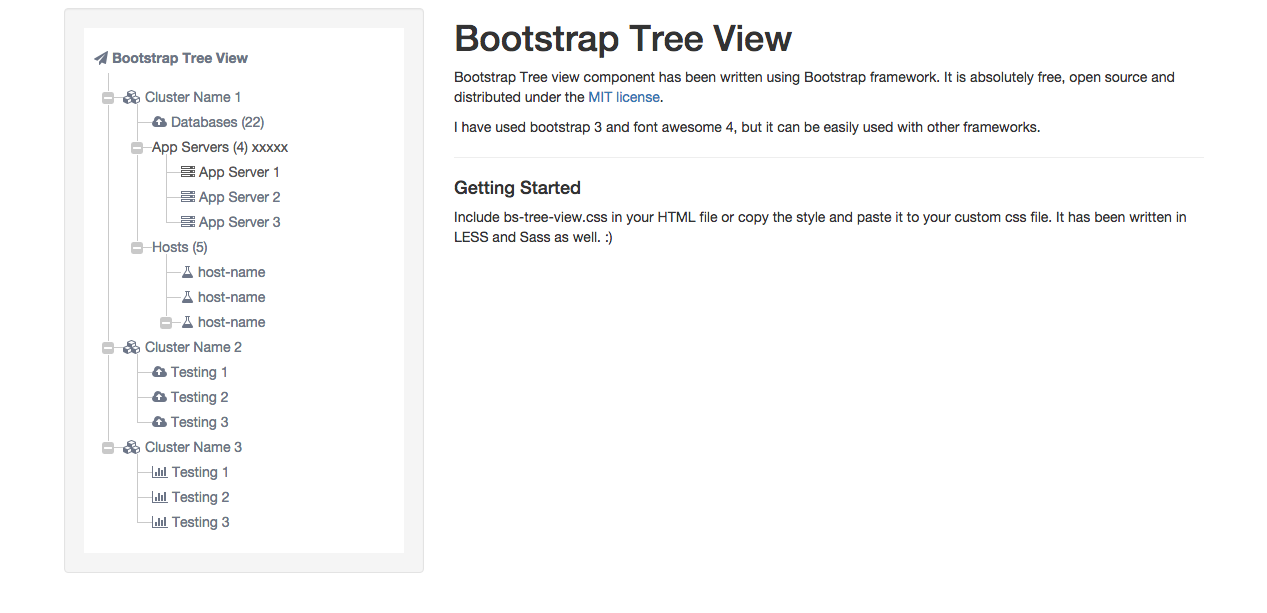 Bootstrap Tree View
Cluster Name 1
Databases (22)
App Servers (4) xxxxx
App Server 1
App Server 2
App Server 3
Hosts (5)
host-name
host-name
host-name
Cluster Name 2
Testing 1
Testing 2
Testing 3
Cluster Name 3
Testing 1
Testing 2
Testing 3
Bootstrap Tree View
Bootstrap Tree view component has been written using Bootstrap framework. It is absolutely free, open source and
distributed under the MIT license.
I have used bootstrap 3 and font awesome 4, but it can be easily used with other frameworks.
Getting Started
Include bs-tree-view.css in your HTML file or copy the style and paste it to your custom css file. It has been written in
LESS and Sass as well. :)